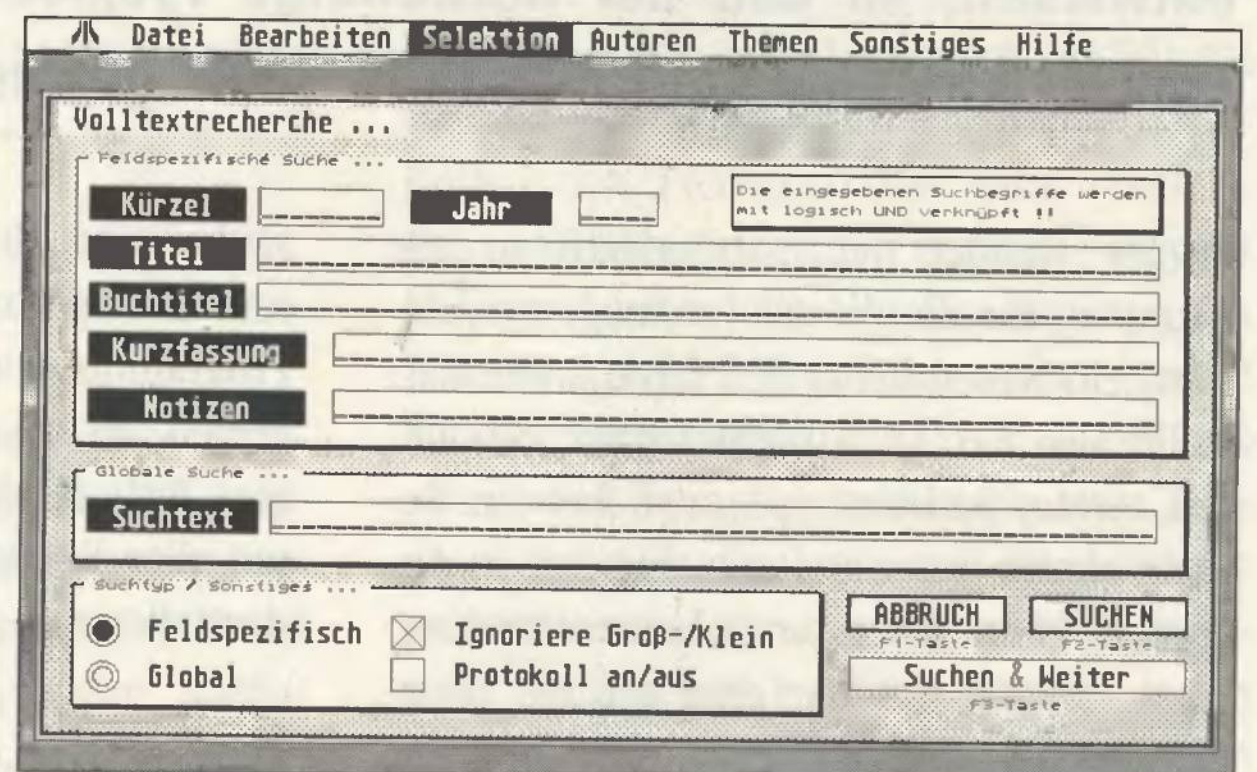 Datei Bearbeiten Selektion Autoren Themen Sonstiges Hilfe
Volltextrecherche ...
Feldspezifische Suche ...
Kürzel Jahr
Die eingegebenen Suchbegriffe werden
mit logisch UND verknüpft !!
Titel
Buchtitel
Kurzfassung
Notizen
Globale Suche ...
Suchtext
Suchtyp / Sonstiges ...
Feldspezifisch Ignoriere Groß-/Klein
Global Protokoll an/aus
ABBRUCH SUCHEN
F1-Taste F2-Taste
Suchen & Weiter
F3-Taste